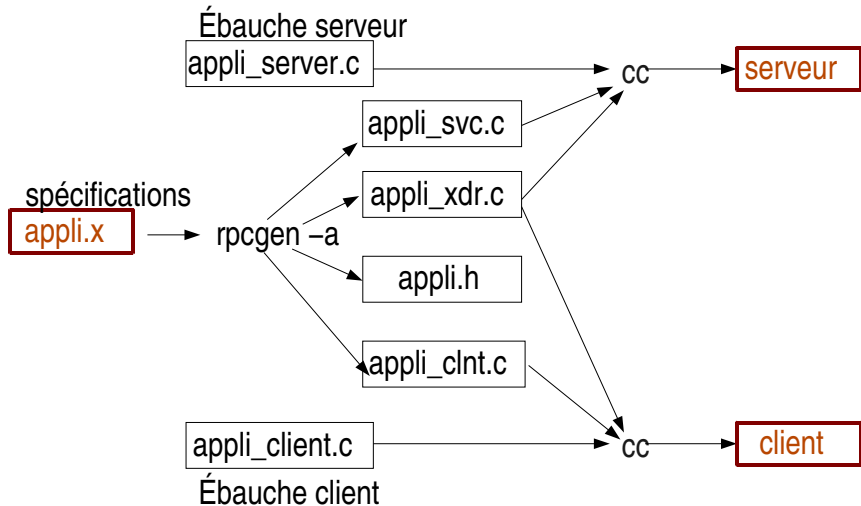 Ébauche serveur
appli_server.c
cc
serveur
appli_svc.c
spécifications
appli.x
rpcgen –a
appli_xdr.c
appli.h
appli_clnt.c
appli_client.c
cc
client
Ébauche client